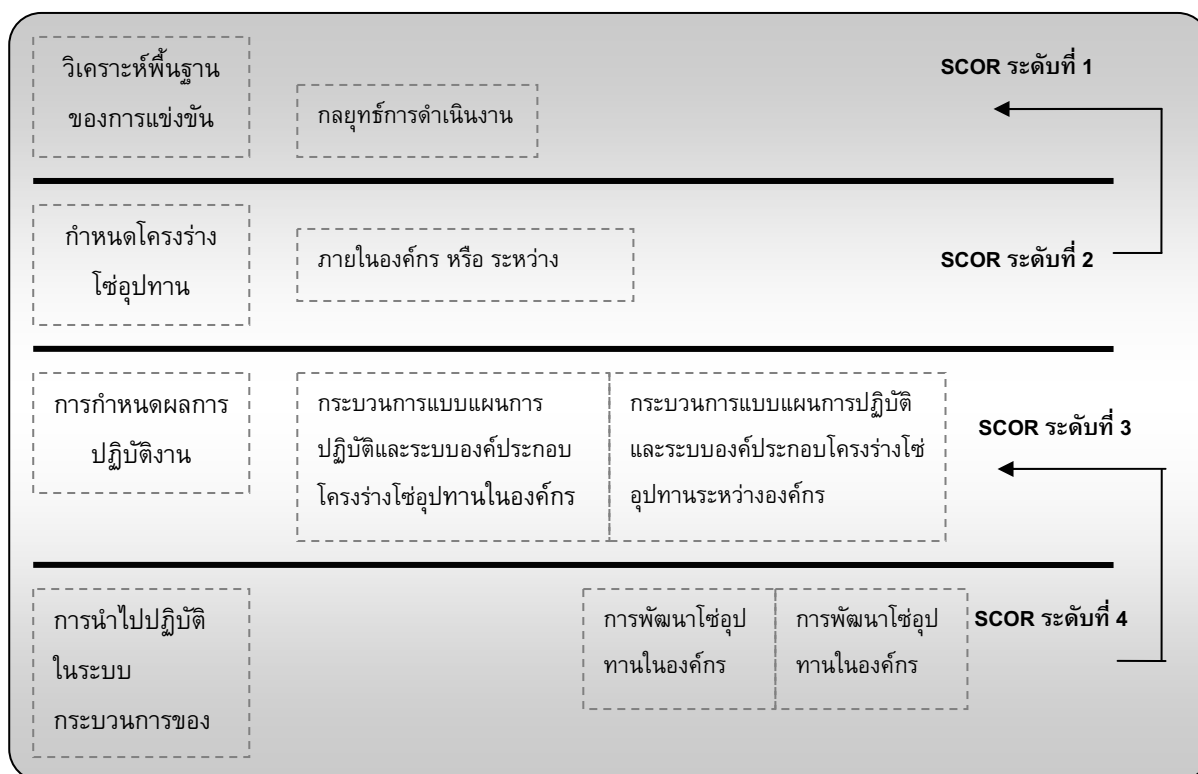 วิเคราะห์พื้นฐาน
ของการแข่งขัน
กลยุทธ์การดำเนินงาน
SCOR ระดับที่ 1
กำหนดโครงร่าง
โซ่อุปทาน
ภายในองค์กร หรือ ระหว่าง
SCOR ระดับที่ 2
การกำหนดผลการ
ปฏิบัติงาน
กระบวนการแบบแผนการ
ปฏิบัติและระบบองค์ประกอบ
โครงร่างโซ่อุปทานในองค์กร
กระบวนการแบบแผนการปฏิบัติ
และระบบองค์ประกอบโครงร่างโซ่
อุปทานระหว่างองค์กร
SCOR ระดับที่ 3
การนำไปปฏิบัติ
ในระบบ
กระบวนการของ
การพัฒนาโซ่อุป
ทานในองค์กร
การพัฒนาโซ่อุป
ทานในองค์กร
SCOR ระดับที่ 4